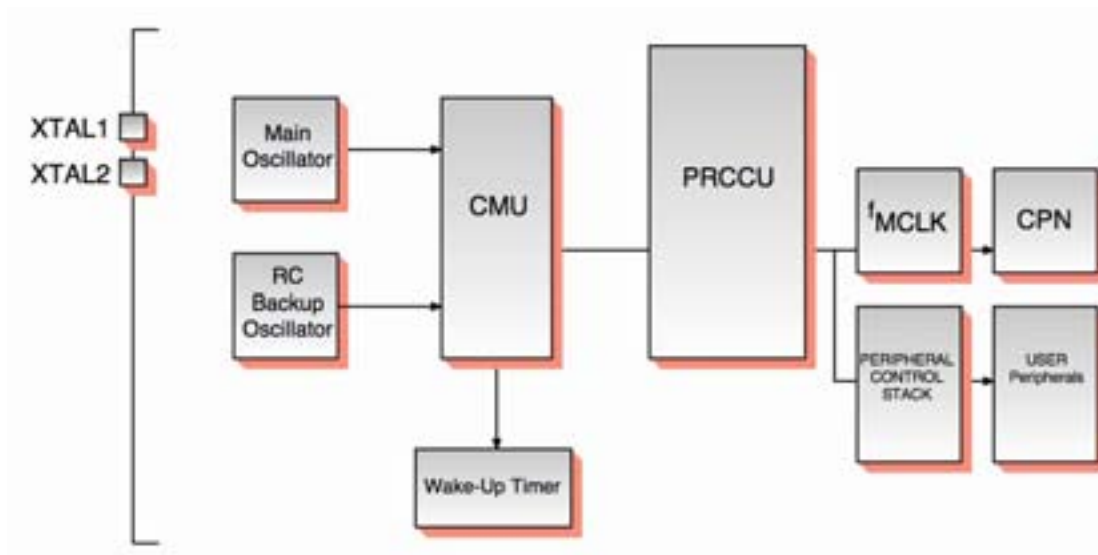 XTAL1
XTAL2
Main
Oscillator
RC
Backup
Oscillator
CMU
Wake-Up Timer
PRCCU
fMCLK
CPN
PERIPHERAL
CONTROL
STACK
USER
Peripherals